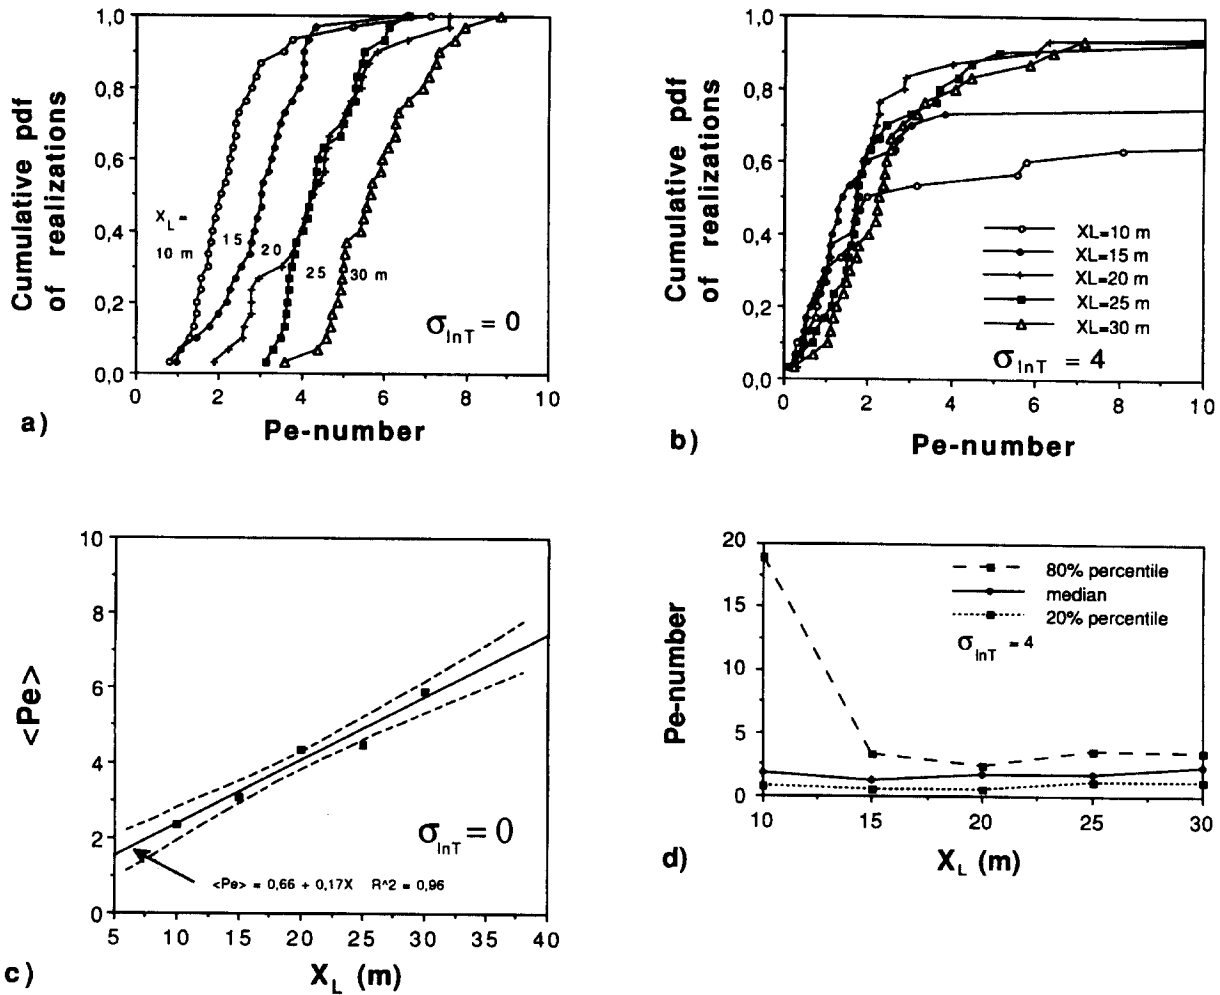 1,0
0,8
0,6
0,4
0,2
0,0
Cumulative pdf
of realizations
X_L =
10 m
15
20
25
30 m
σ_lnT = 0
0 2 4 6 8 10
Pe-number
a)
1,0
0,8
0,6
0,4
0,2
0,0
Cumulative pdf
of realizations
XL=10 m
XL=15 m
XL=20 m
XL=25 m
XL=30 m
σ_lnT = 4
0 2 4 6 8 10
Pe-number
b)
10
8
6
4
2
0
<Pe>
σ_lnT = 0
<Pe> = 0,66 + 0,17X R^2 = 0,96
5 10 15 20 25 30 35 40
X_L (m)
c)
20
15
10
5
0
Pe-number
80% percentile
median
20% percentile
σ_lnT = 4
10 15 20 25 30
X_L (m)
d)